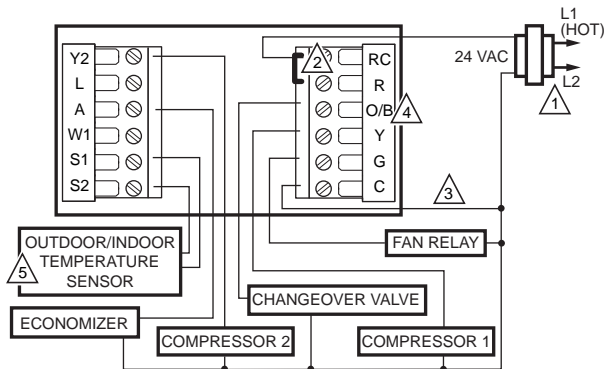 L1
(HOT)
24 VAC
L2
1
Y2
L
A
W1
S1
S2
2
RC
R
O/B
Y
G
C
4
3
5
OUTDOOR/INDOOR
TEMPERATURE
SENSOR
FAN RELAY
CHANGEOVER VALVE
ECONOMIZER
COMPRESSOR 2
COMPRESSOR 1